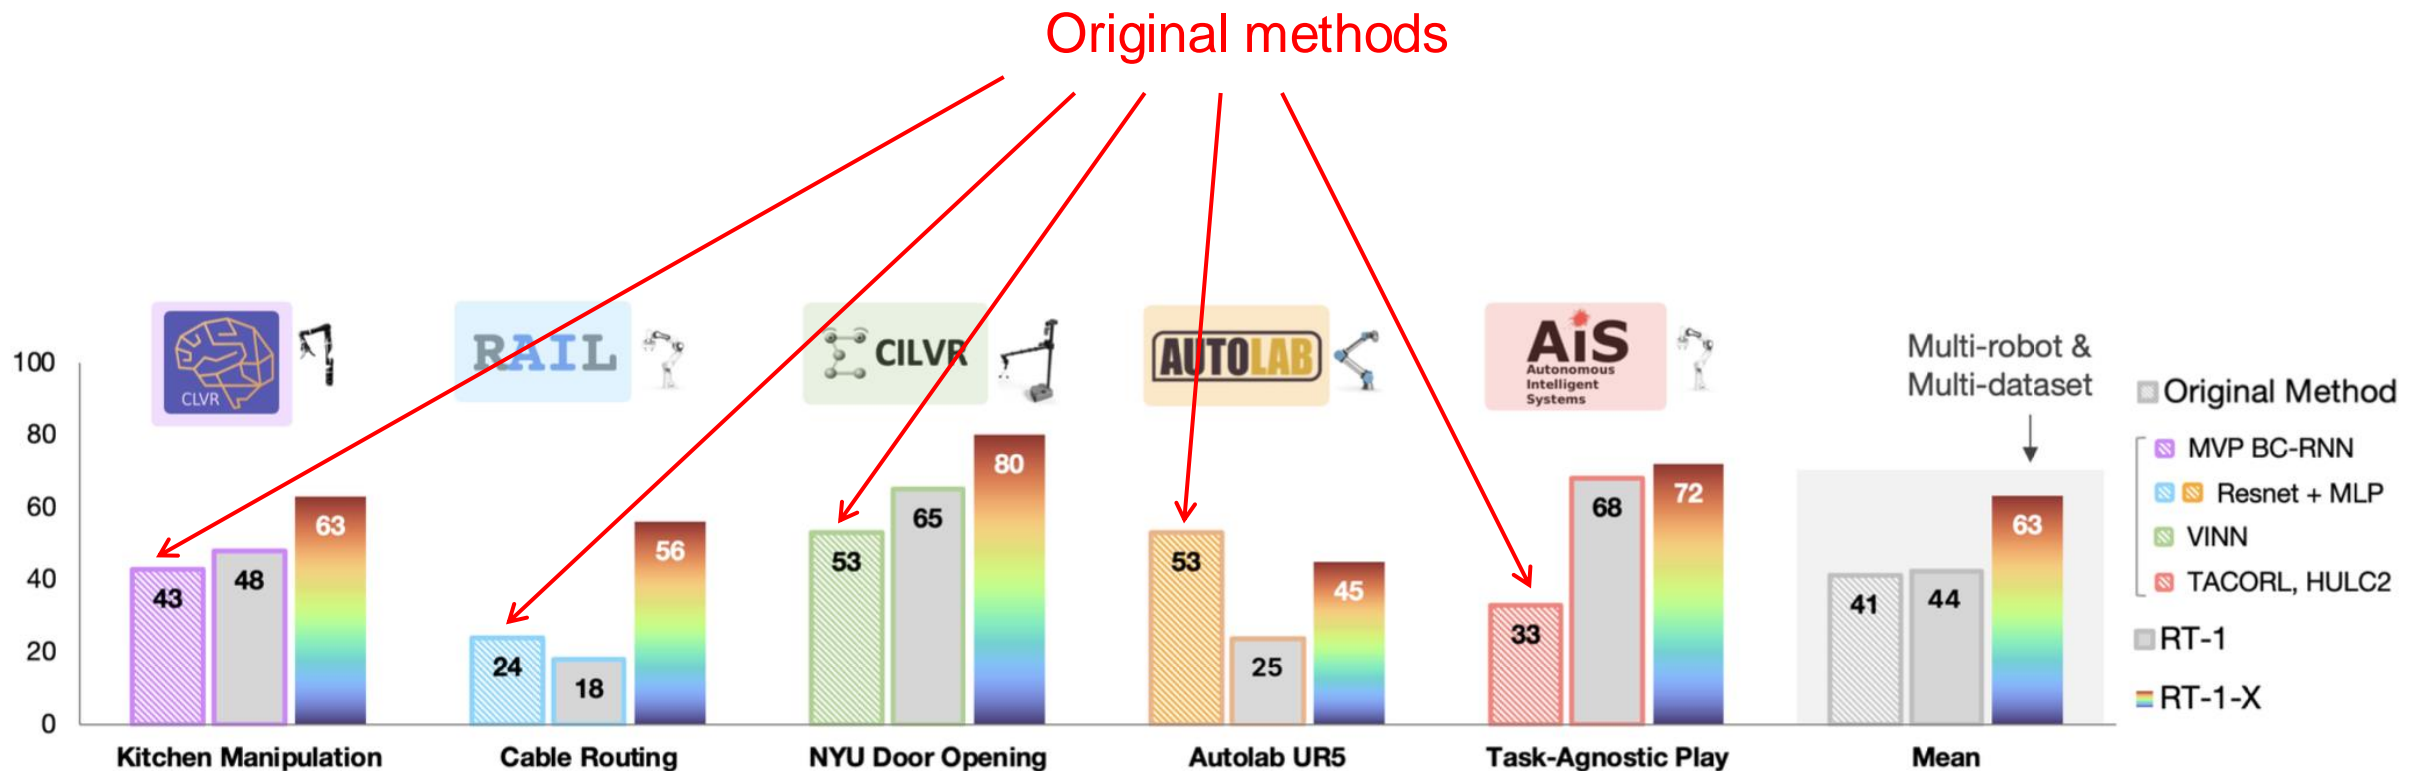 Original methods
CLVR
RAIL
CILVR
AUTOLAB
AiS
Autonomous
Intelligent
Systems
Multi-robot &
Multi-dataset
100
80
60
40
20
0
43
48
63
24
18
56
53
65
80
53
25
45
33
68
72
41
44
63
Kitchen Manipulation
Cable Routing
NYU Door Opening
Autolab UR5
Task-Agnostic Play
Mean
Original Method
MVP BC-RNN
Resnet + MLP
VINN
TACORL, HULC2
RT-1
RT-1-X